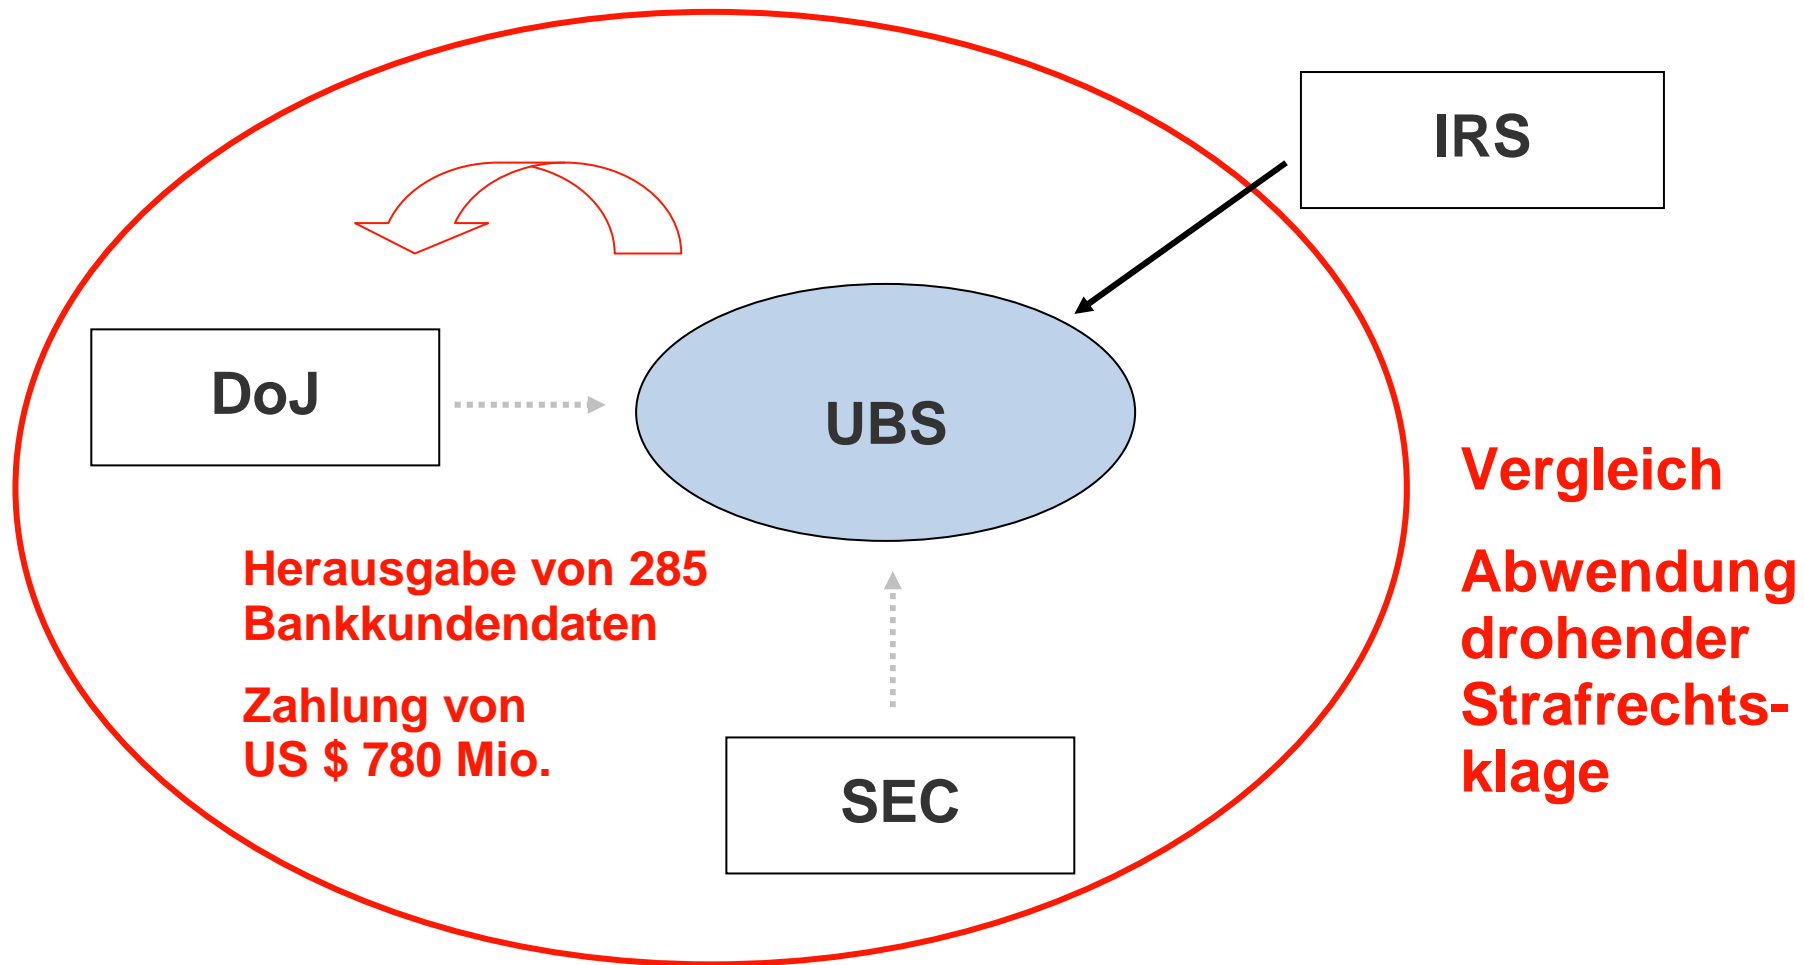 IRS
DoJ
UBS
Vergleich
Herausgabe von 285
Bankkundendaten
Zahlung von
US $ 780 Mio.
Abwendung
drohender
Strafrechts-
klage
SEC